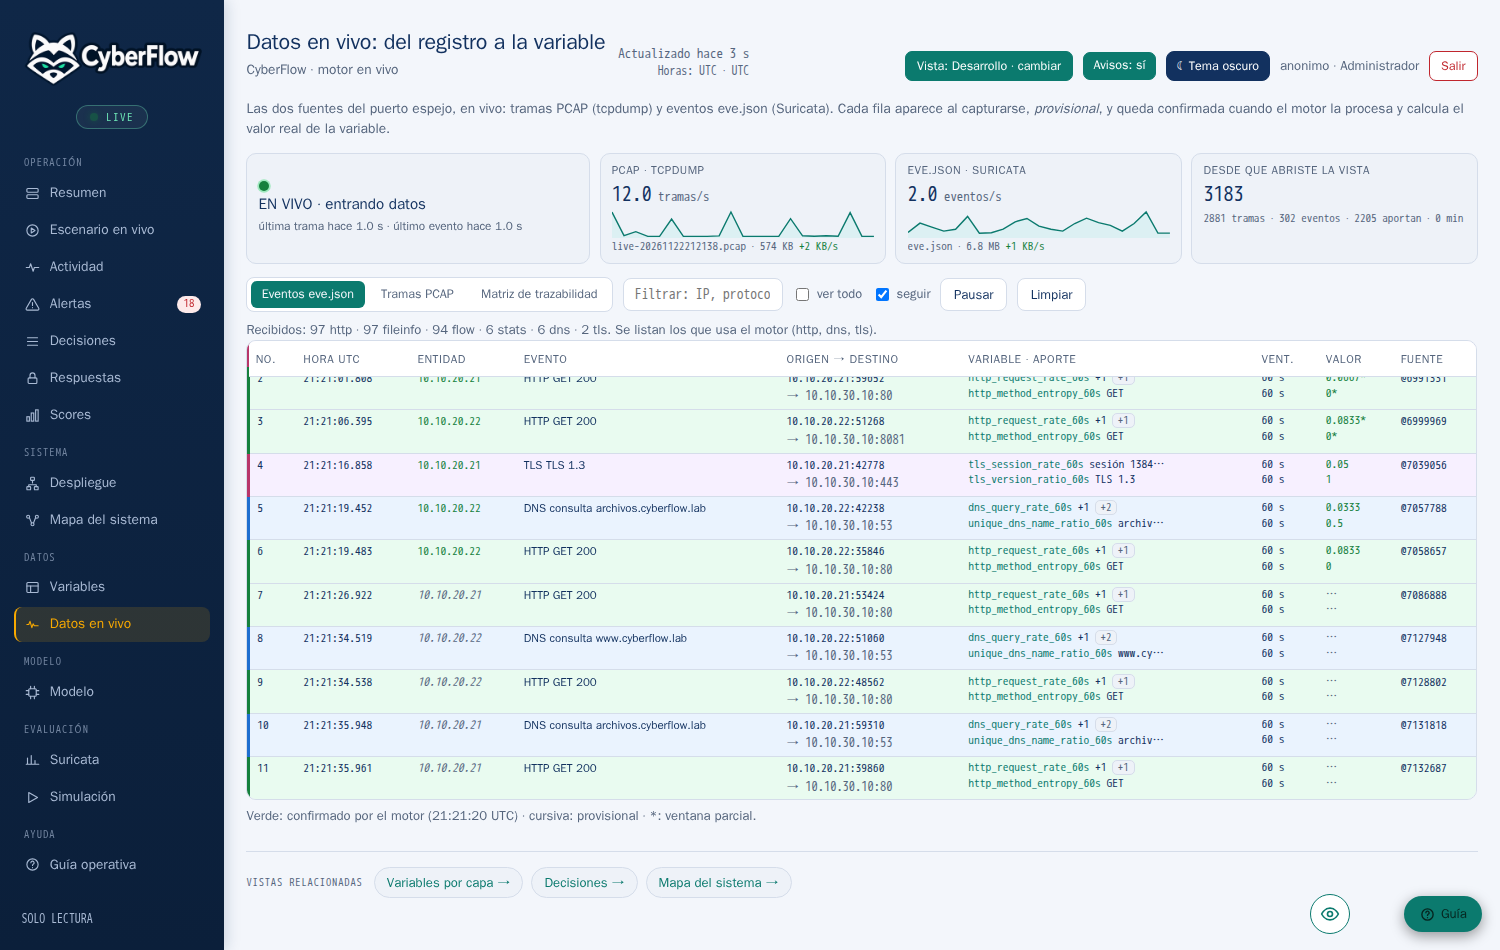 CyberFlow
LIVE
OPERACIÓN
Resumen
Escenario en vivo
Actividad
Alertas 18
Decisiones
Respuestas
Scores
SISTEMA
Despliegue
Mapa del sistema
DATOS
Variables
Datos en vivo
MODELO
Modelo
EVALUACIÓN
Suricata
Simulación
AYUDA
Guía operativa
SOLO LECTURA
Datos en vivo: del registro a la variable
CyberFlow · motor en vivo
Actualizado hace 3 s
Horas: UTC · UTC
Vista: Desarrollo · cambiar
Avisos: sí
☾ Tema oscuro
anonimo · Administrador
Salir
Las dos fuentes del puerto espejo, en vivo: tramas PCAP (tcpdump) y eventos eve.json (Suricata). Cada fila aparece al capturarse, provisional, y queda confirmada cuando el motor la procesa y calcula el
valor real de la variable.
EN VIVO · entrando datos
última trama hace 1.0 s · último evento hace 1.0 s
PCAP · TCPDUMP
12.0 tramas/s
live-20261122212138.pcap · 574 KB +2 KB/s
EVE.JSON · SURICATA
2.0 eventos/s
eve.json · 6.8 MB +1 KB/s
DESDE QUE ABRISTE LA VISTA
3183
2881 tramas · 302 eventos · 2205 aportan · 0 min
Eventos eve.json Tramas PCAP Matriz de trazabilidad Filtrar: IP, protoco ver todo seguir Pausar Limpiar
Recibidos: 97 http · 97 fileinfo · 94 flow · 6 stats · 6 dns · 2 tls. Se listan los que usa el motor (http, dns, tls).
NO. HORA UTC ENTIDAD EVENTO ORIGEN → DESTINO VARIABLE · APORTE VENT. VALOR FUENTE
2 21:21:01.808 10.10.20.21 HTTP GET 200 10.10.20.21:59652 http_request_rate_60s +1 +1 60 s 0.0667* @6991331
→ 10.10.30.10:80 http_method_entropy_60s GET 60 s 0*
3 21:21:06.395 10.10.20.22 HTTP GET 200 10.10.20.22:51268 http_request_rate_60s +1 +1 60 s 0.0833* @6999969
→ 10.10.30.10:8081 http_method_entropy_60s GET 60 s 0*
4 21:21:16.858 10.10.20.21 TLS TLS 1.3 10.10.20.21:42778 tls_session_rate_60s sesión 1384⋯ 60 s 0.05 @7039056
→ 10.10.30.10:443 tls_version_ratio_60s TLS 1.3 60 s 1
5 21:21:19.452 10.10.20.22 DNS consulta archivos.cyberflow.lab 10.10.20.22:42238 dns_query_rate_60s +1 +2 60 s 0.0333 @7057788
→ 10.10.30.10:53 unique_dns_name_ratio_60s archiv⋯ 60 s 0.5
6 21:21:19.483 10.10.20.22 HTTP GET 200 10.10.20.22:35846 http_request_rate_60s +1 +1 60 s 0.0833 @7058657
→ 10.10.30.10:80 http_method_entropy_60s GET 60 s 0
7 21:21:26.922 10.10.20.21 HTTP GET 200 10.10.20.21:53424 http_request_rate_60s +1 +1 60 s ⋯ @7086888
→ 10.10.30.10:80 http_method_entropy_60s GET 60 s ⋯
8 21:21:34.519 10.10.20.22 DNS consulta www.cyberflow.lab 10.10.20.22:51060 dns_query_rate_60s +1 +2 60 s ⋯ @7127948
→ 10.10.30.10:53 unique_dns_name_ratio_60s www.cy⋯ 60 s ⋯
9 21:21:34.538 10.10.20.22 HTTP GET 200 10.10.20.22:48562 http_request_rate_60s +1 +1 60 s ⋯ @7128802
→ 10.10.30.10:80 http_method_entropy_60s GET 60 s ⋯
10 21:21:35.948 10.10.20.21 DNS consulta archivos.cyberflow.lab 10.10.20.21:59310 dns_query_rate_60s +1 +2 60 s ⋯ @7131818
→ 10.10.30.10:53 unique_dns_name_ratio_60s archiv⋯ 60 s ⋯
11 21:21:35.961 10.10.20.21 HTTP GET 200 10.10.20.21:39860 http_request_rate_60s +1 +1 60 s ⋯ @7132687
→ 10.10.30.10:80 http_method_entropy_60s GET 60 s ⋯
Verde: confirmado por el motor (21:21:20 UTC) · cursiva: provisional · *: ventana parcial.
VISTAS RELACIONADAS Variables por capa → Decisiones → Mapa del sistema →
Guía